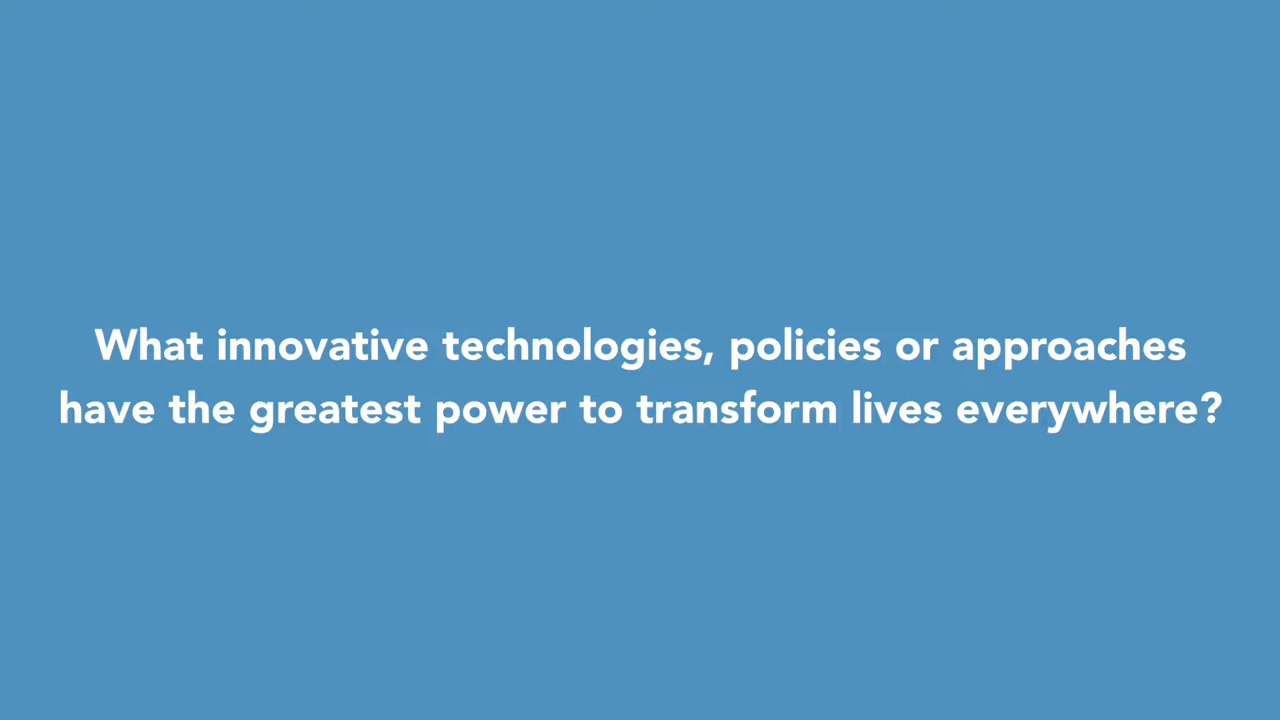 What innovative technologies, policies or approaches
have the greatest power to transform lives everywhere?